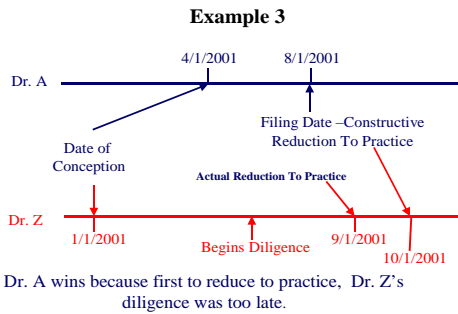 Example 3
4/1/2001
8/1/2001
Dr. A
Filing Date –Constructive
Reduction To Practice
Date of
Conception
Actual Reduction To Practice
Dr. Z
1/1/2001
Begins Diligence
9/1/2001
10/1/2001
Dr. A wins because first to reduce to practice, Dr. Z's
diligence was too late.